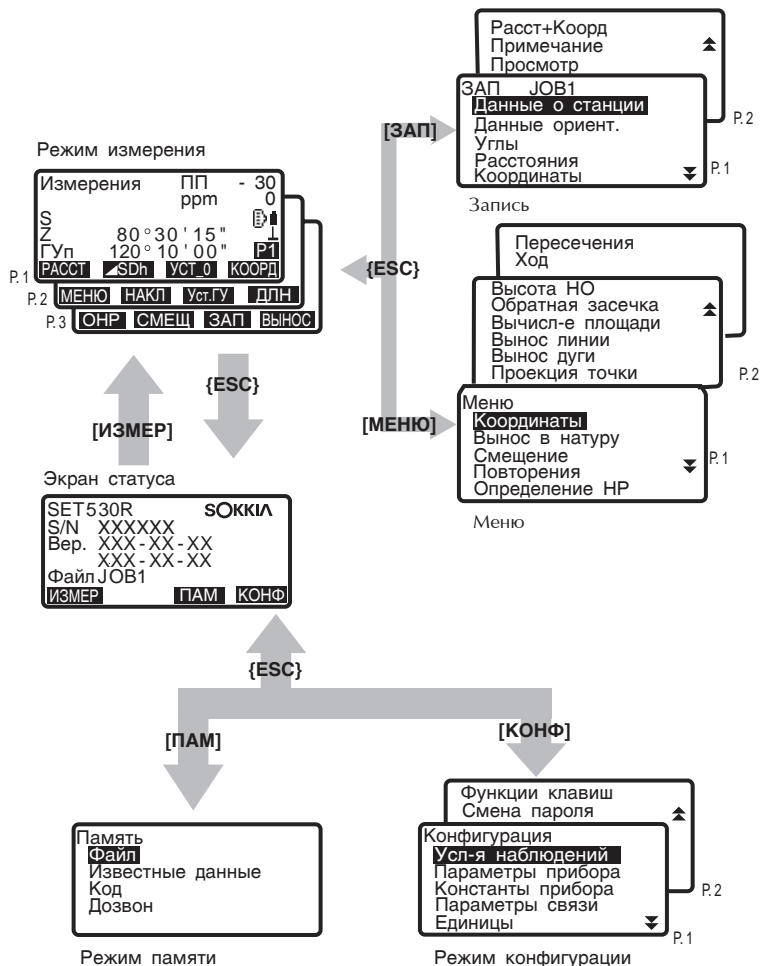 Расст+Коорд
Примечание
Просмотр
ЗАП JOB1
Данные о станции
Данные ориент.
Углы
Расстояния
Координаты
P. 2
P. 1
Запись
[ЗАП]
Режим измерения
Измерения ПП - 30
ppm 0
S
Z 80°30'15"
ГУп 120°10'00" P1
РАССТ SDh УСТ_0 КООРД
P. 1
МЕНЮ НАКЛ Уст.ГУ ДЛН
P. 2
ОНР СМЕЩ ЗАП ВЫНОС
P. 3
{ESC}
Пересечения
Ход
Высота НО
Обратная засечка
Вычисл-е площади
Вынос линии
Вынос дуги
Проекция точки
P. 2
[МЕНЮ]
Меню
Координаты
Вынос в натуру
Смещение
Повторения
Определение НР
P. 1
Меню
{ESC}
[ИЗМЕР]
Экран статуса
SET530R SOKKIA
S/N XXXXXX
Вер. XXX-XX-XX
XXX-XX-XX
Файл JOB1
ИЗМЕР ПАМ КОНФ
{ESC}
[ПАМ]
[КОНФ]
Память
Файл
Известные данные
Код
Дозвон
Режим памяти
Функции клавиш
Смена пароля
Конфигурация
Усл-я наблюдений
Параметры прибора
Константы прибора
Параметры связи
Единицы
P. 2
P. 1
Режим конфигурации